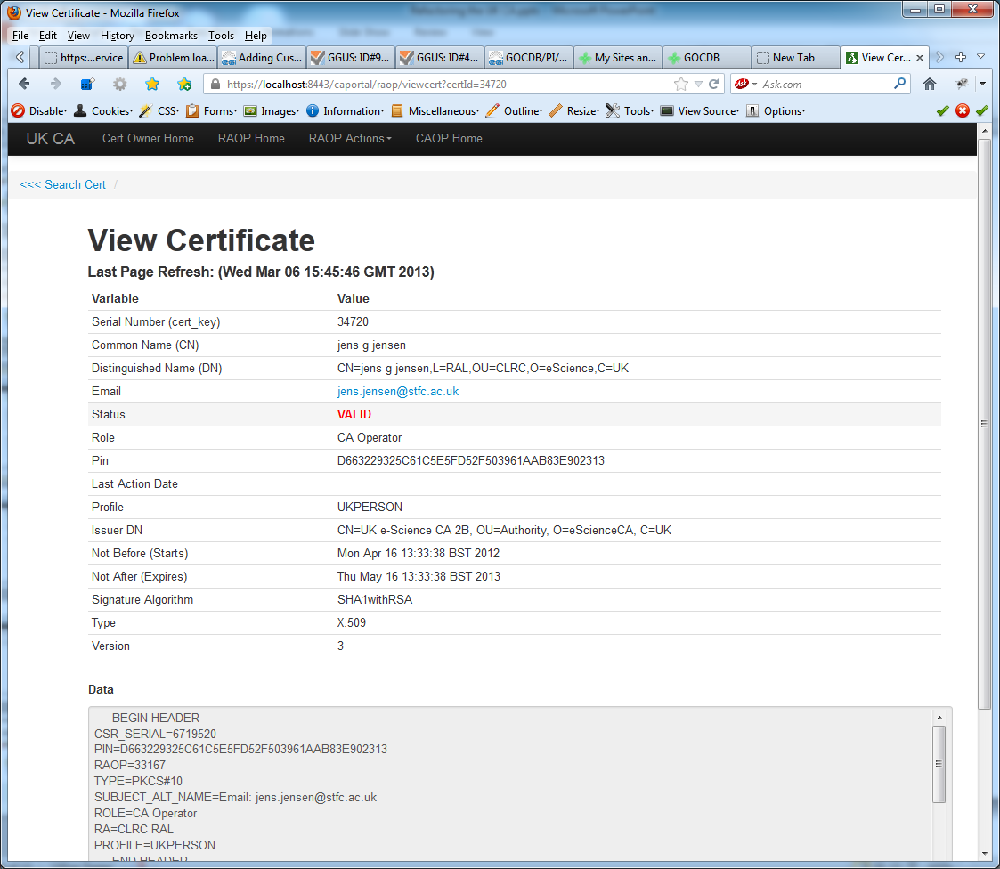 View Certificate - Mozilla Firefox
File Edit View History Bookmarks Tools Help
https:...ervice Problem loa... Adding Cus... GGUS: ID#9... GGUS: ID#4... GOCDB/PI/... My Sites an... GOCDB New Tab View Cer...
https://localhost:8443/caportal/raop/viewcert?certId=34720 Ask Ask.com
Disable Cookies CSS Forms Images Information Miscellaneous Outline Resize Tools View Source Options
UK CA Cert Owner Home RAOP Home RAOP Actions CAOP Home
<<< Search Cert /
View Certificate
Last Page Refresh: (Wed Mar 06 15:45:46 GMT 2013)
Variable Value
Serial Number (cert_key) 34720
Common Name (CN) jens g jensen
Distinguished Name (DN) CN=jens g jensen,L=RAL,OU=CLRC,O=eScience,C=UK
Email jens.jensen@stfc.ac.uk
Status VALID
Role CA Operator
Pin D663229325C61C5E5FD52F503961AAB83E902313
Last Action Date
Profile UKPERSON
Issuer DN CN=UK e-Science CA 2B, OU=Authority, O=eScienceCA, C=UK
Not Before (Starts) Mon Apr 16 13:33:38 BST 2012
Not After (Expires) Thu May 16 13:33:38 BST 2013
Signature Algorithm SHA1withRSA
Type X.509
Version 3
Data
-----BEGIN HEADER-----
CSR_SERIAL=6719520
PIN=D663229325C61C5E5FD52F503961AAB83E902313
RAOP=33167
TYPE=PKCS#10
SUBJECT_ALT_NAME=Email: jens.jensen@stfc.ac.uk
ROLE=CA Operator
RA=CLRC RAL
PROFILE=UKPERSON
-----END HEADER-----